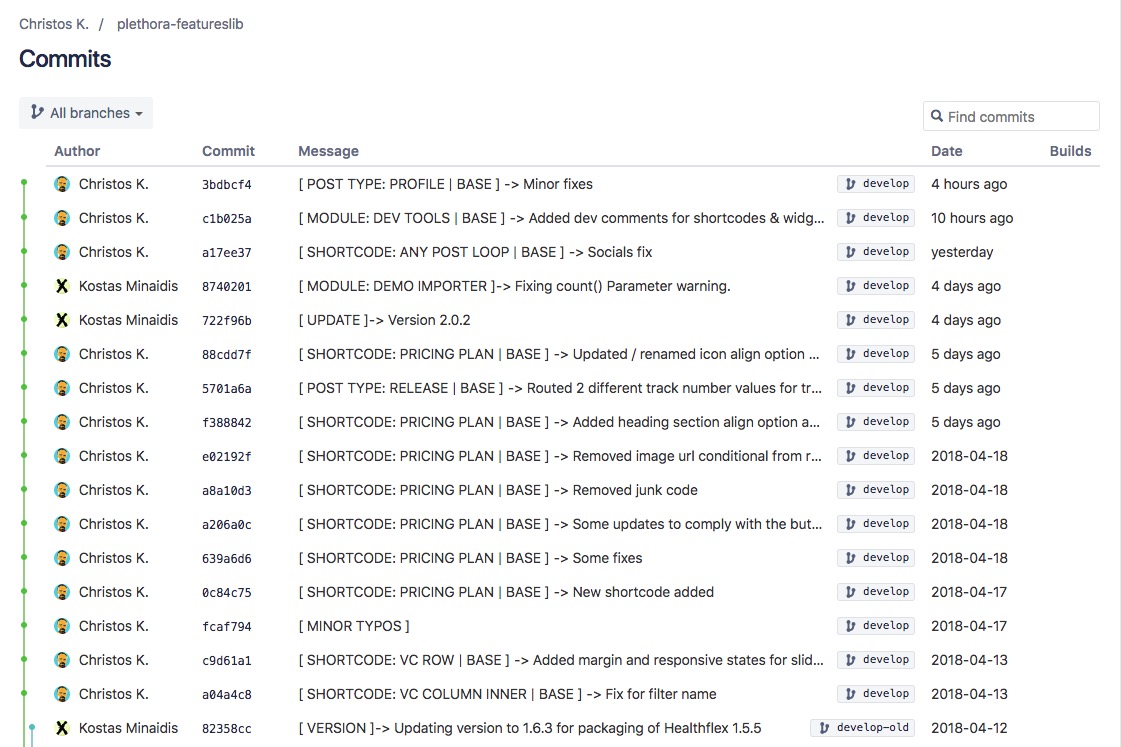 Christos K. / plethora-featureslib
Commits
All branches
Find commits
Author Commit Message Date Builds
Christos K. 3bdbcf4 [ POST TYPE: PROFILE | BASE ] -> Minor fixes develop 4 hours ago
Christos K. c1b025a [ MODULE: DEV TOOLS | BASE ] -> Added dev comments for shortcodes & widg... develop 10 hours ago
Christos K. a17ee37 [ SHORTCODE: ANY POST LOOP | BASE ] -> Socials fix develop yesterday
Kostas Minaidis 8740201 [ MODULE: DEMO IMPORTER ]-> Fixing count() Parameter warning. develop 4 days ago
Kostas Minaidis 722f96b [ UPDATE ]-> Version 2.0.2 develop 4 days ago
Christos K. 88cdd7f [ SHORTCODE: PRICING PLAN | BASE ] -> Updated / renamed icon align option ... develop 5 days ago
Christos K. 5701a6a [ POST TYPE: RELEASE | BASE ] -> Routed 2 different track number values for tr... develop 5 days ago
Christos K. f388842 [ SHORTCODE: PRICING PLAN | BASE ] -> Added heading section align option a... develop 5 days ago
Christos K. e02192f [ SHORTCODE: PRICING PLAN | BASE ] -> Removed image url conditional from r... develop 2018-04-18
Christos K. a8a10d3 [ SHORTCODE: PRICING PLAN | BASE ] -> Removed junk code develop 2018-04-18
Christos K. a206a0c [ SHORTCODE: PRICING PLAN | BASE ] -> Some updates to comply with the but... develop 2018-04-18
Christos K. 639a6d6 [ SHORTCODE: PRICING PLAN | BASE ] -> Some fixes develop 2018-04-18
Christos K. 0c84c75 [ SHORTCODE: PRICING PLAN | BASE ] -> New shortcode added develop 2018-04-17
Christos K. fcaf794 [ MINOR TYPOS ] develop 2018-04-17
Christos K. c9d61a1 [ SHORTCODE: VC ROW | BASE ] -> Added margin and responsive states for slid... develop 2018-04-13
Christos K. a04a4c8 [ SHORTCODE: VC COLUMN INNER | BASE ] -> Fix for filter name develop 2018-04-13
Kostas Minaidis 82358cc [ VERSION ]-> Updating version to 1.6.3 for packaging of Healthflex 1.5.5 develop-old 2018-04-12